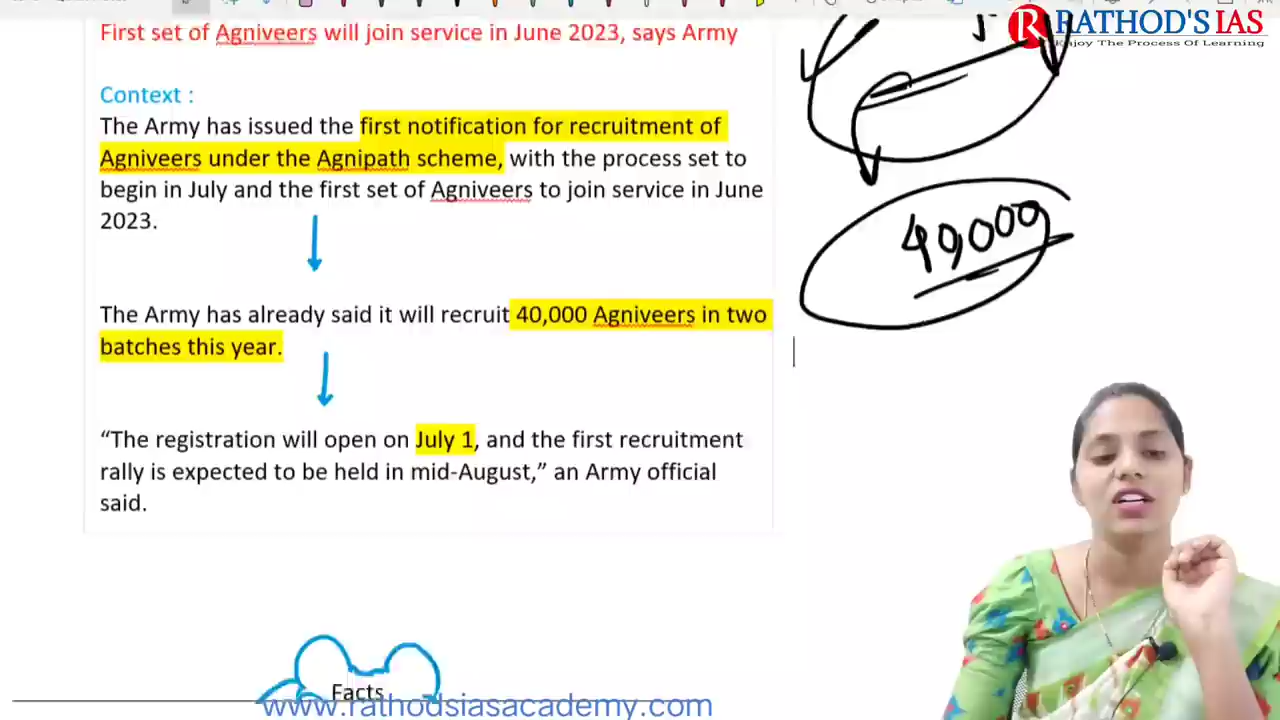 RATHOD'S IAS
Enjoy The Process Of Learning
First set of Agniveers will join service in June 2023, says Army
Context :
The Army has issued the first notification for recruitment of
Agniveers under the Agnipath scheme, with the process set to
begin in July and the first set of Agniveers to join service in June
2023.
40,000
The Army has already said it will recruit 40,000 Agniveers in two
batches this year.
“The registration will open on July 1, and the first recruitment
rally is expected to be held in mid-August,” an Army official
said.
Facts
www.rathodsiasacademy.com